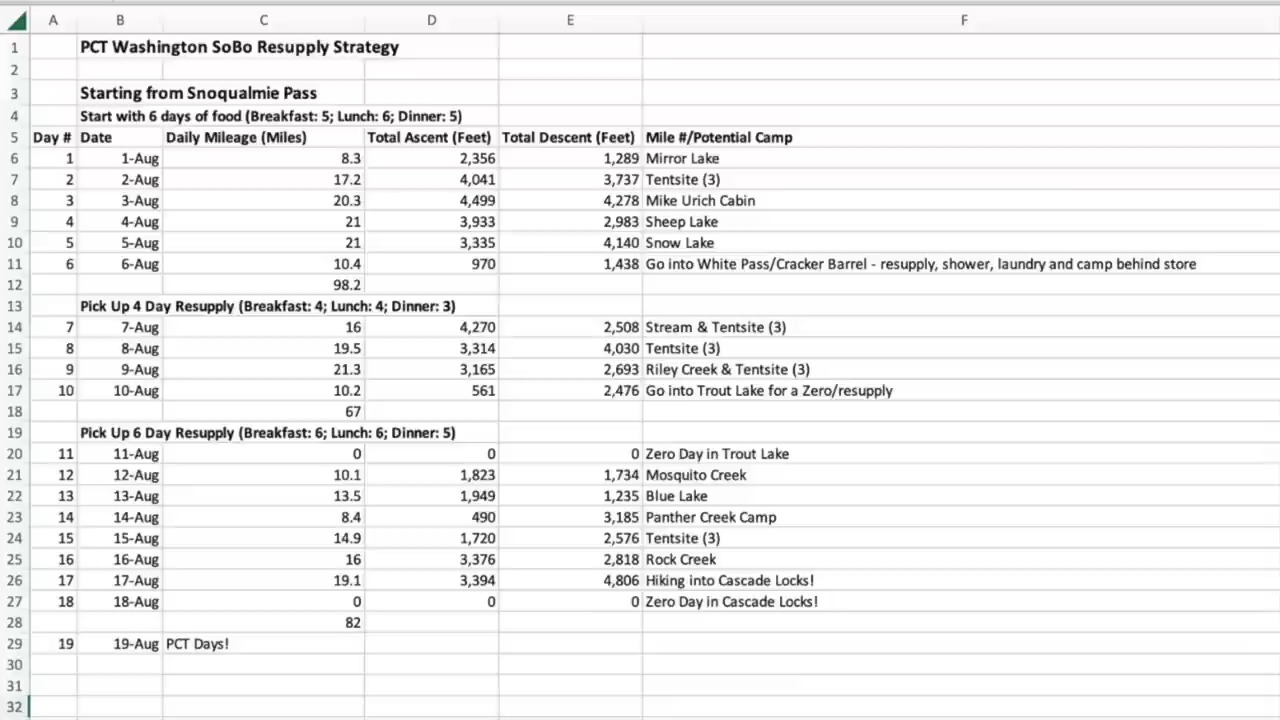 A B C D E F
1 PCT Washington SoBo Resupply Strategy
2
3 Starting from Snoqualmie Pass
4 Start with 6 days of food (Breakfast: 5; Lunch: 6; Dinner: 5)
5 Day # Date Daily Mileage (Miles) Total Ascent (Feet) Total Descent (Feet) Mile #/Potential Camp
6 1 1-Aug 8.3 2,356 1,289 Mirror Lake
7 2 2-Aug 17.2 4,041 3,737 Tentsite (3)
8 3 3-Aug 20.3 4,499 4,278 Mike Urich Cabin
9 4 4-Aug 21 3,933 2,983 Sheep Lake
10 5 5-Aug 21 3,335 4,140 Snow Lake
11 6 6-Aug 10.4 970 1,438 Go into White Pass/Cracker Barrel - resupply, shower, laundry and camp behind store
12 98.2
13 Pick Up 4 Day Resupply (Breakfast: 4; Lunch: 4; Dinner: 3)
14 7 7-Aug 16 4,270 2,508 Stream & Tentsite (3)
15 8 8-Aug 19.5 3,314 4,030 Tentsite (3)
16 9 9-Aug 21.3 3,165 2,693 Riley Creek & Tentsite (3)
17 10 10-Aug 10.2 561 2,476 Go into Trout Lake for a Zero/resupply
18 67
19 Pick Up 6 Day Resupply (Breakfast: 6; Lunch: 6; Dinner: 5)
20 11 11-Aug 0 0 0 Zero Day in Trout Lake
21 12 12-Aug 10.1 1,823 1,734 Mosquito Creek
22 13 13-Aug 13.5 1,949 1,235 Blue Lake
23 14 14-Aug 8.4 490 3,185 Panther Creek Camp
24 15 15-Aug 14.9 1,720 2,576 Tentsite (3)
25 16 16-Aug 16 3,376 2,818 Rock Creek
26 17 17-Aug 19.1 3,394 4,806 Hiking into Cascade Locks!
27 18 18-Aug 0 0 0 Zero Day in Cascade Locks!
28 82
29 19 19-Aug PCT Days!
30
31
32